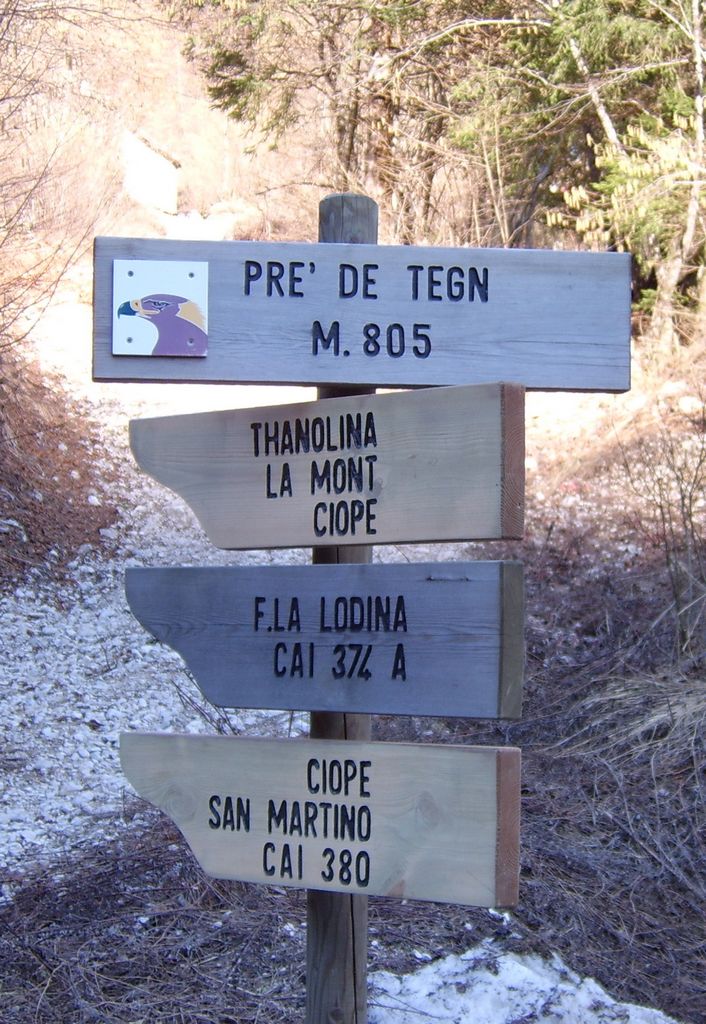 PRE' DE TEGN
M. 805
THANOLINA
LA MONT
CIOPE
F.LA LODINA
CAI 374 A
CIOPE
SAN MARTINO
CAI 380